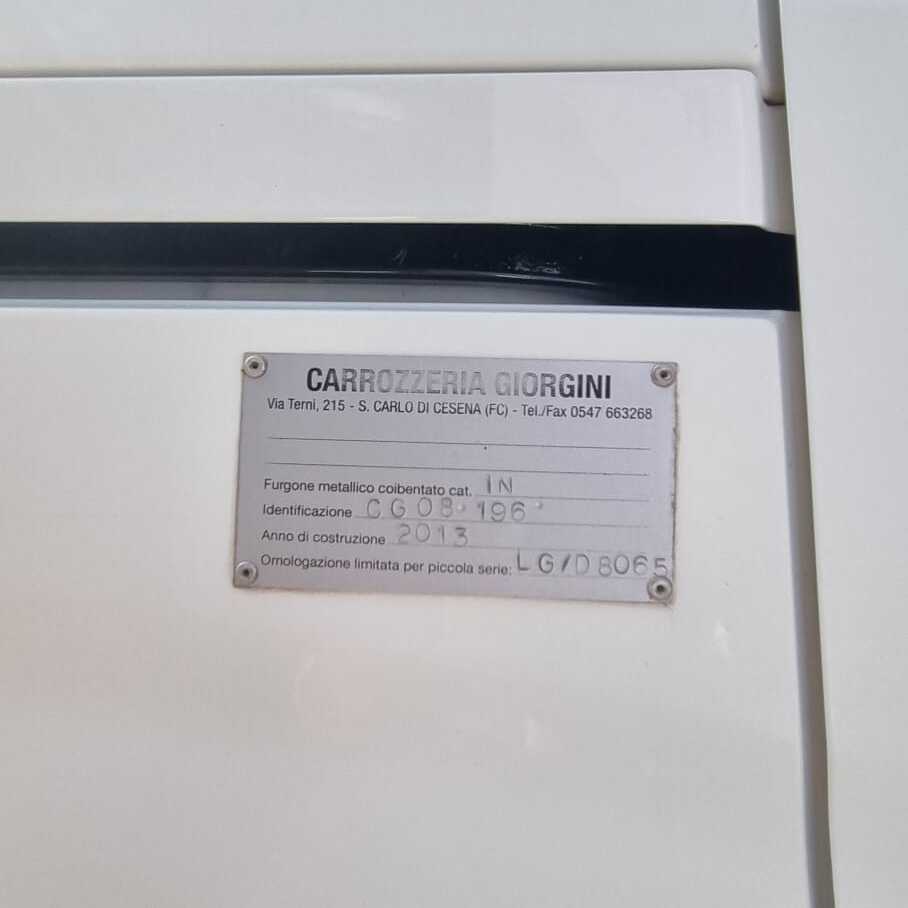 CARROZZERIA GIORGINI
Via Terni, 215 - S. CARLO DI CESENA (FC) - Tel./Fax 0547 663268
Furgone metallico coibentato cat. IN
Identificazione CG08·196·
Anno di costruzione 2013
Omologazione limitata per piccola serie: LG/D8065